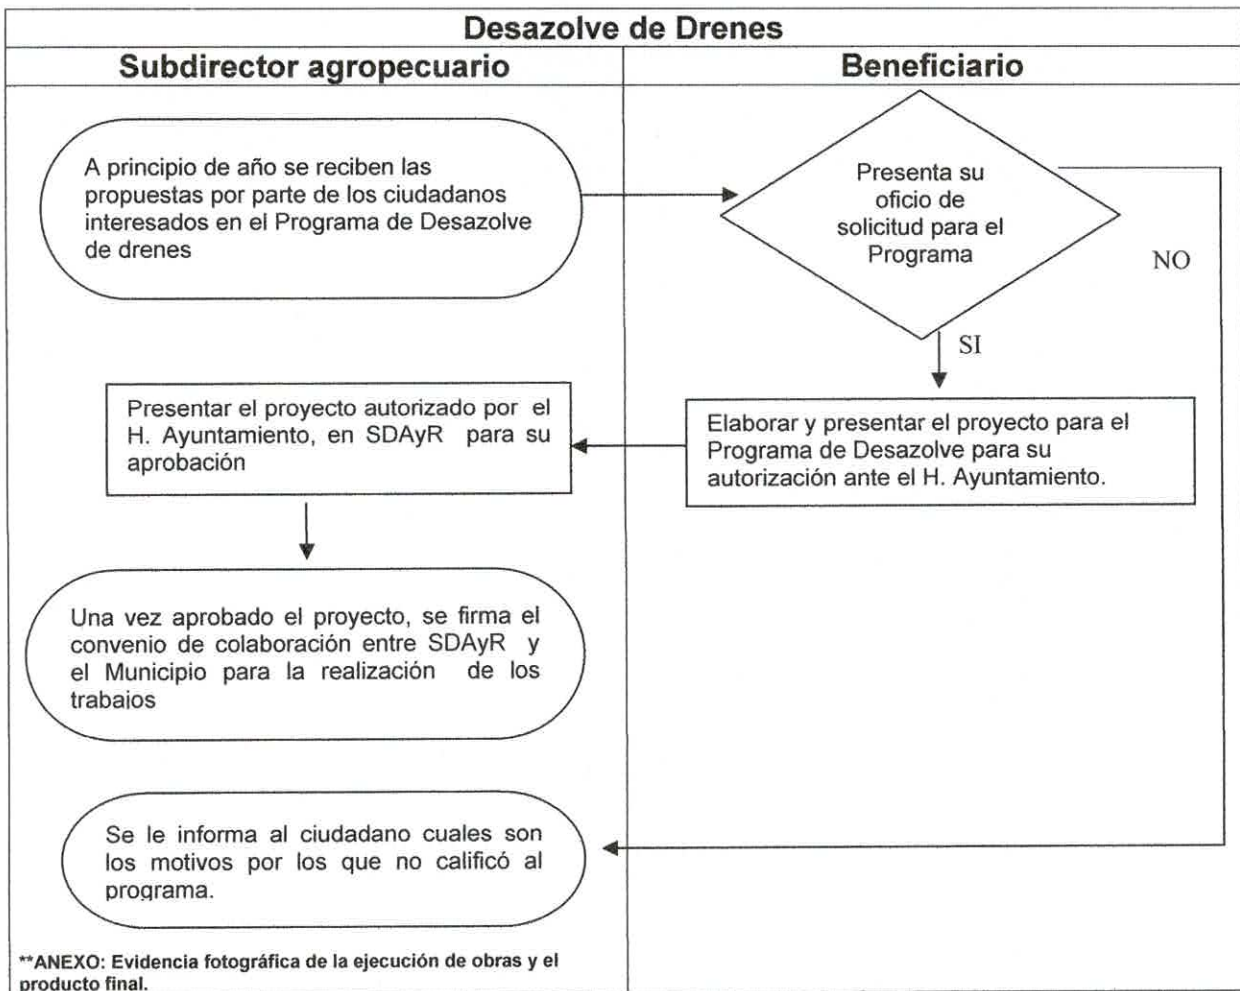 Desazolve de Drenes
Subdirector agropecuario
Beneficiario
A principio de año se reciben las
propuestas por parte de los ciudadanos
interesados en el Programa de Desazolve
de drenes
Presenta su
oficio de
solicitud para el
Programa
NO
SI
Elaborar y presentar el proyecto para el
Programa de Desazolve para su
autorización ante el H. Ayuntamiento.
Presentar el proyecto autorizado por el
H. Ayuntamiento, en SDAyR para su
aprobación
Una vez aprobado el proyecto, se firma el
convenio de colaboración entre SDAyR y
el Municipio para la realización de los
trabajos
Se le informa al ciudadano cuales son
los motivos por los que no calificó al
programa.
**ANEXO: Evidencia fotográfica de la ejecución de obras y el
producto final.